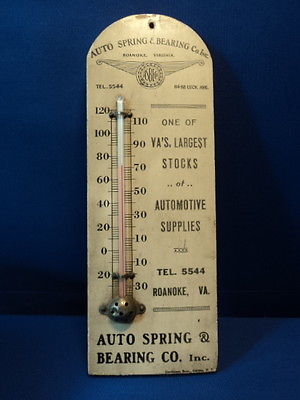 AUTO SPRING & BEARING Co. Inc.
ROANOKE, VIRGINIA.
TEL. 5544
LUCK AVE.
120
110
100
90
80
70
60
50
40
30
20
10
0
10
20
30
ONE OF
VA'S. LARGEST
STOCKS
of
AUTOMOTIVE
SUPPLIES
TEL. 5544
ROANOKE, VA.
AUTO SPRING &
BEARING CO. Inc.